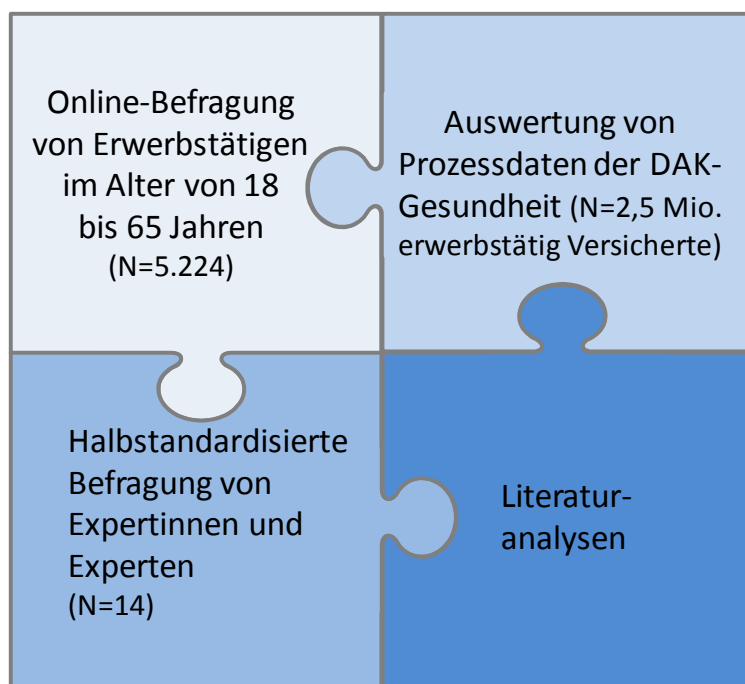 Online-Befragung
von Erwerbstätigen
im Alter von 18
bis 65 Jahren
(N=5.224)
Auswertung von
Prozessdaten der DAK-
Gesundheit (N=2,5 Mio.
erwerbstätig Versicherte)
Halbstandardisierte
Befragung von
Expertinnen und
Experten
(N=14)
Literatur-
analysen